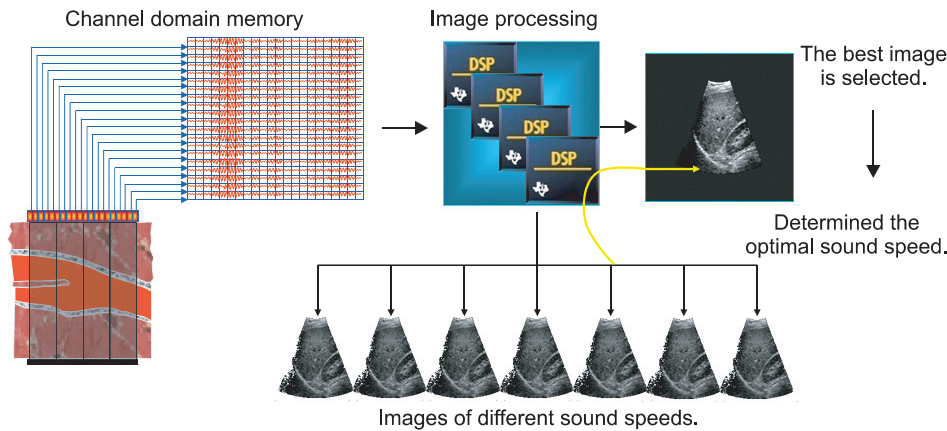 Channel domain memory
Image processing
DSP
DSP
DSP
DSP
The best image
is selected.
Determined the
optimal sound speed.
Images of different sound speeds.